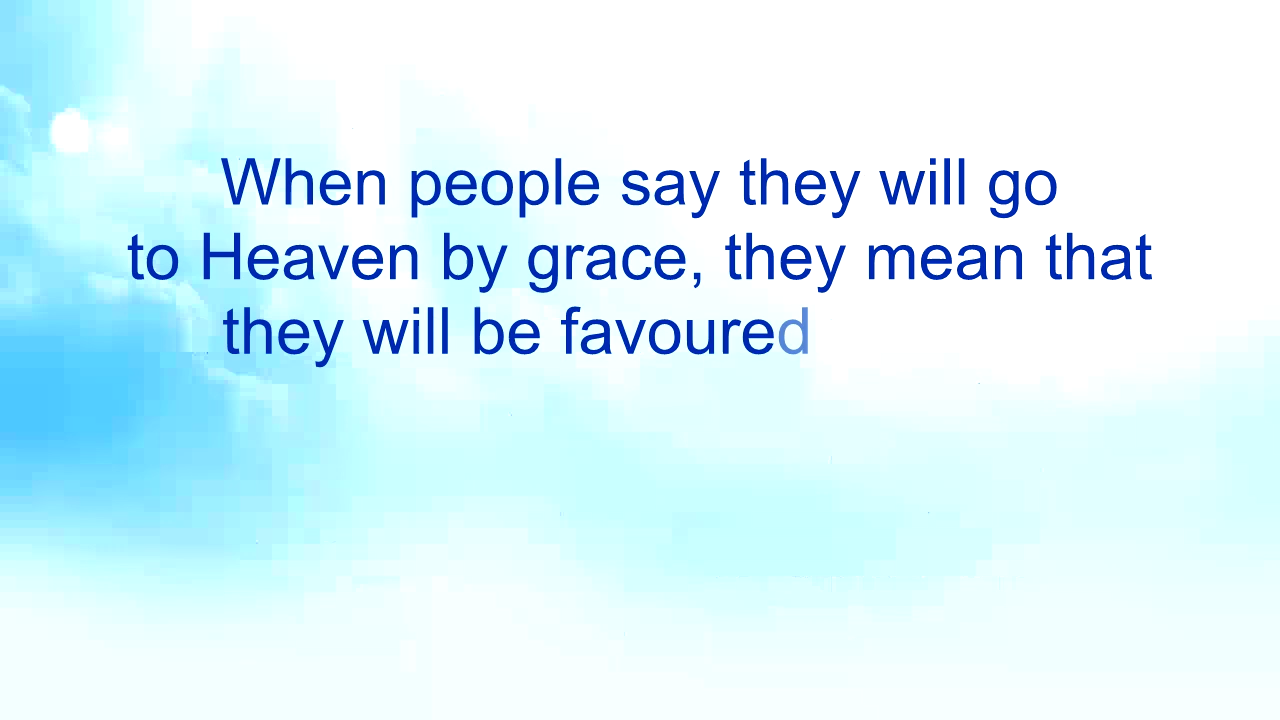 When people say they will go
to Heaven by grace, they mean that
they will be favoured